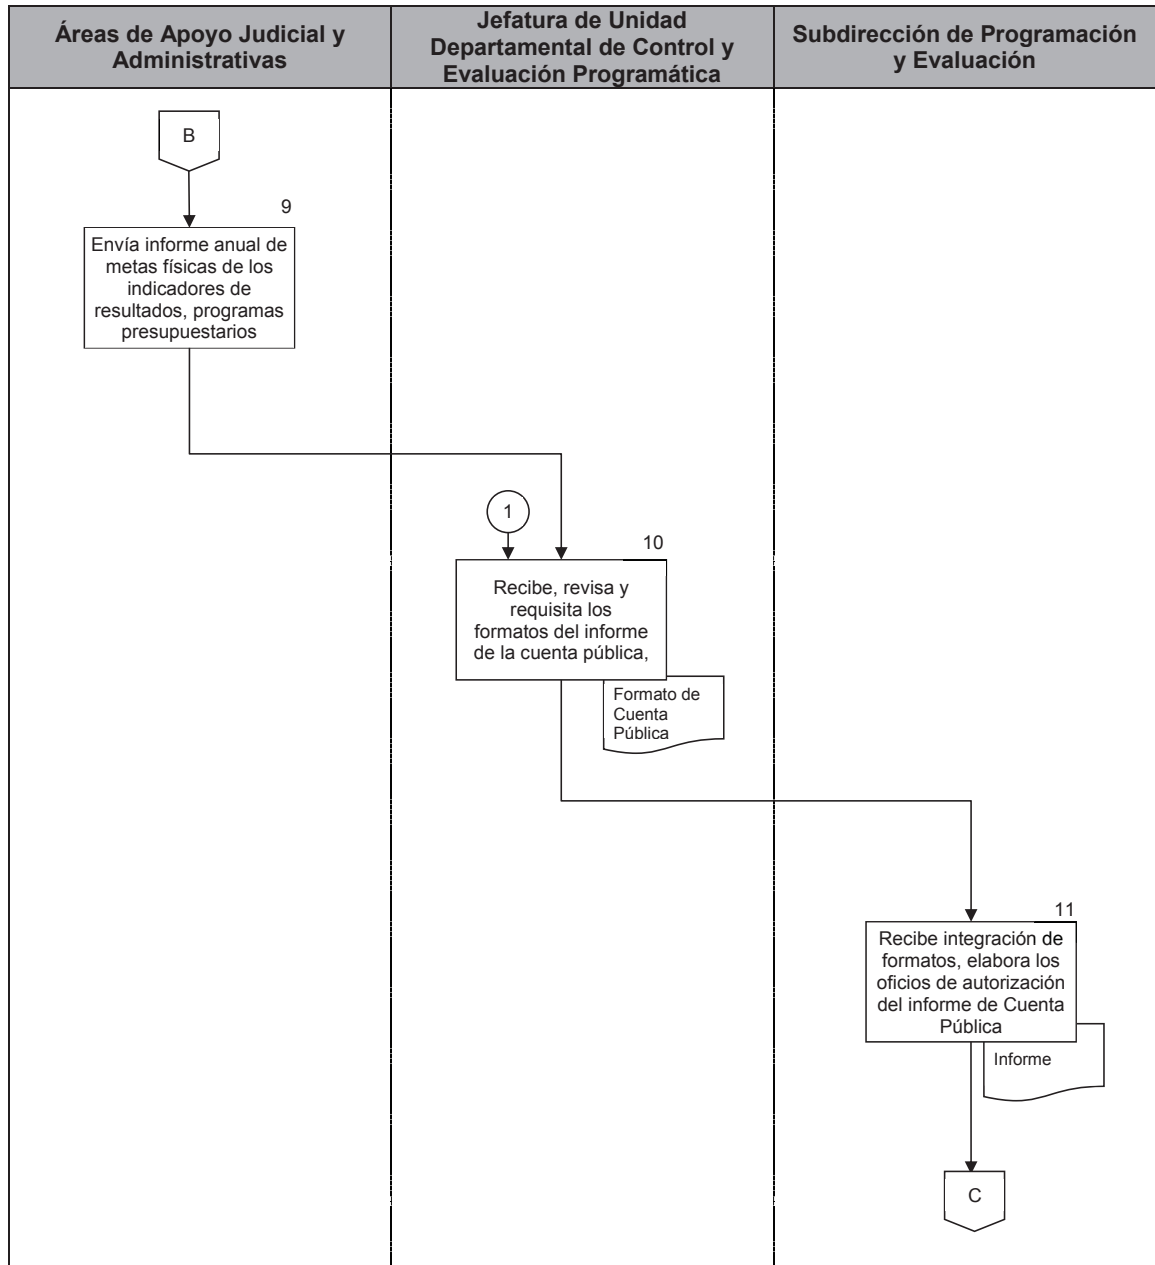 Áreas de Apoyo Judicial y
Administrativas
Jefatura de Unidad
Departamental de Control y
Evaluación Programática
Subdirección de Programación
y Evaluación
B
9
Envía informe anual de
metas físicas de los
indicadores de
resultados, programas
presupuestarios
1
10
Recibe, revisa y
requisita los
formatos del informe
de la cuenta pública,
Formato de
Cuenta
Pública
11
Recibe integración de
formatos, elabora los
oficios de autorización
del informe de Cuenta
Pública
Informe
C